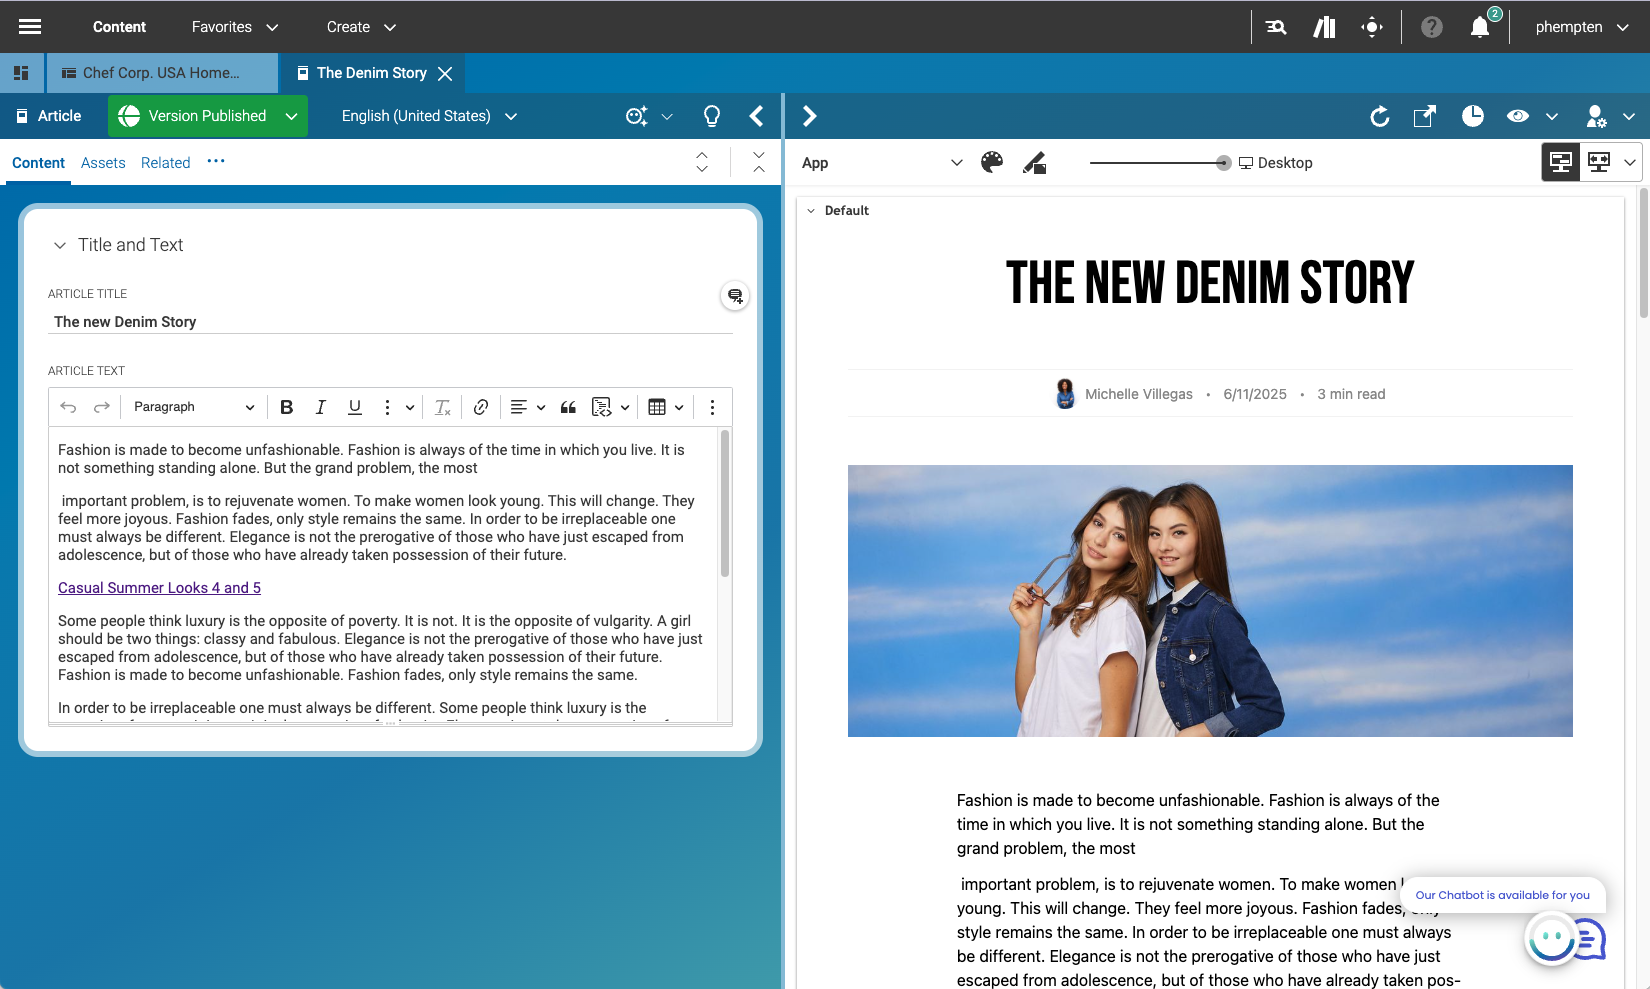 Content
Favorites
Create
2
phempten
Chef Corp. USA Home...
The Denim Story
Article
Version Published
English (United States)
Content
Assets
Related
App
Desktop
Title and Text
ARTICLE TITLE
The new Denim Story
ARTICLE TEXT
Paragraph
B I U
Fashion is made to become unfashionable. Fashion is always of the time in which you live. It is
not something standing alone. But the grand problem, the most
important problem, is to rejuvenate women. To make women look young. This will change. They
feel more joyous. Fashion fades, only style remains the same. In order to be irreplaceable one
must always be different. Elegance is not the prerogative of those who have just escaped from
adolescence, but of those who have already taken possession of their future.
Casual Summer Looks 4 and 5
Some people think luxury is the opposite of poverty. It is not. It is the opposite of vulgarity. A girl
should be two things: classy and fabulous. Elegance is not the prerogative of those who have just
escaped from adolescence, but of those who have already taken possession of their future.
Fashion is made to become unfashionable. Fashion fades, only style remains the same.
In order to be irreplaceable one must always be different. Some people think luxury is the
Default
THE NEW DENIM STORY
Michelle Villegas • 6/11/2025 • 3 min read
Fashion is made to become unfashionable. Fashion is always of the
time in which you live. It is not something standing alone. But the
grand problem, the most
important problem, is to rejuvenate women. To make women
young. This will change. They feel more joyous. Fashion fades,
style remains the same. In order to be irreplaceable one must always
be different. Elegance is not the prerogative of those who have just
escaped from adolescence, but of those who have already taken pos-
Our Chatbot is available for you